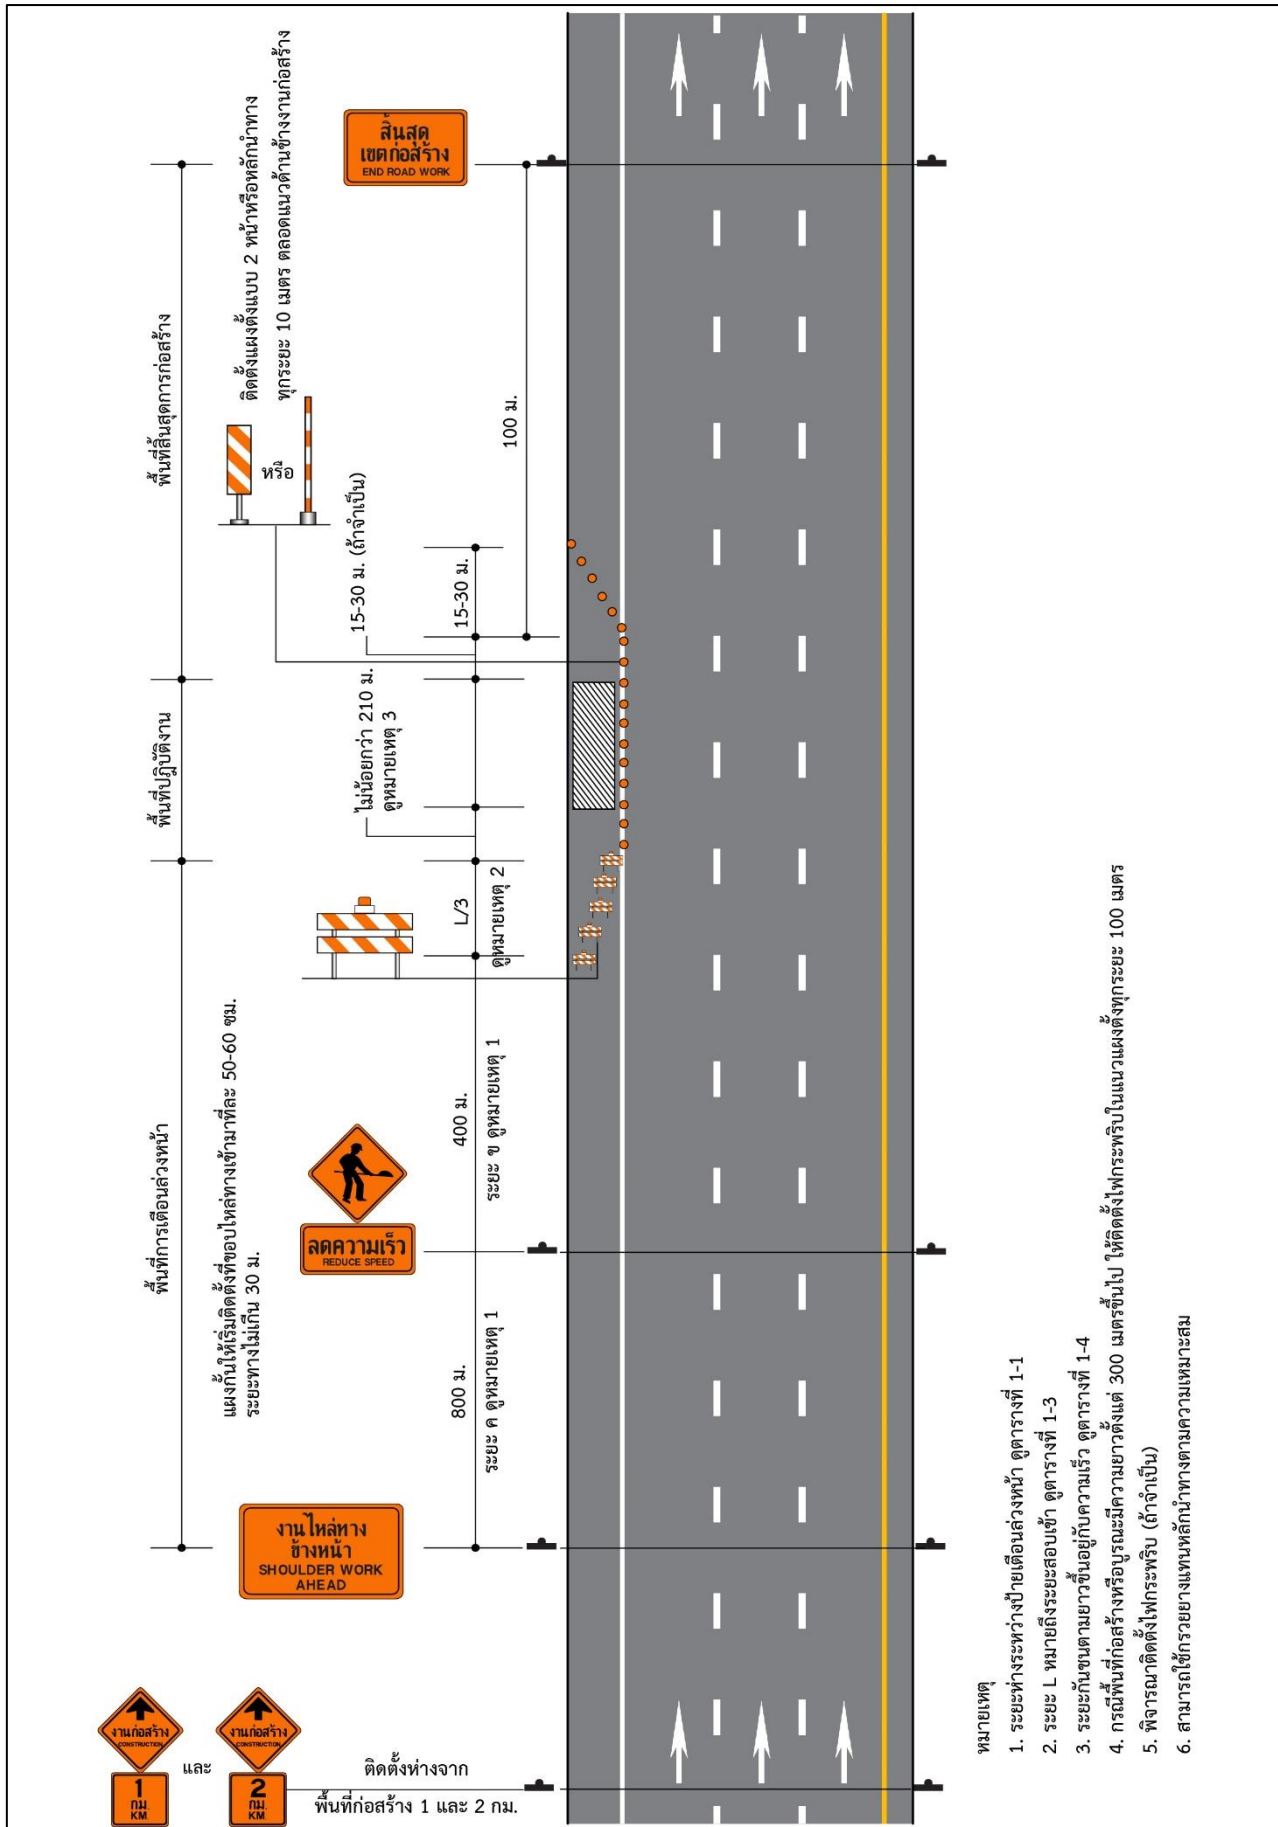 สิ้นสุด
เขตก่อสร้าง
END ROAD WORK
ติดตั้งแผงตั้งแบบ 2 หน้าหรือหลักนำทาง
ทุกระยะ 10 เมตร ตลอดแนวด้านข้างงานก่อสร้าง
หรือ
พื้นที่สิ้นสุดการก่อสร้าง
100 ม.
15-30 ม. (ถ้าจำเป็น)
15-30 ม.
พื้นที่ปฏิบัติงาน
ไม่น้อยกว่า 210 ม.
ดูหมายเหตุ 3
L/3
ดูหมายเหตุ 2
พื้นที่การเตือนล่วงหน้า
แผงกั้นให้เริ่มติดตั้งที่ขอบไหล่ทางเข้ามาทีละ 50-60 ซม.
ระยะทางไม่เกิน 30 ม.
400 ม.
ระยะ ข ดูหมายเหตุ 1
ลดความเร็ว
REDUCE SPEED
800 ม.
ระยะ ค ดูหมายเหตุ 1
งานไหล่ทาง
ข้างหน้า
SHOULDER WORK
AHEAD
งานก่อสร้าง
CONSTRUCTION
1
กม.
KM.
และ
งานก่อสร้าง
CONSTRUCTION
2
กม.
KM.
ติดตั้งห่างจาก
พื้นที่ก่อสร้าง 1 และ 2 กม.
หมายเหตุ
1. ระยะห่างระหว่างป้ายเตือนล่วงหน้า ดูตารางที่ 1-1
2. ระยะ L หมายถึงระยะสอบเข้า ดูตารางที่ 1-3
3. ระยะกันชนตามยาวขึ้นอยู่กับความเร็ว ดูตารางที่ 1-4
4. กรณีพื้นที่ก่อสร้างหรือบูรณะมีความยาวตั้งแต่ 300 เมตรขึ้นไป ให้ติดตั้งไฟกระพริบในแนวแผงตั้งทุกระยะ 100 เมตร
5. พิจารณาติดตั้งไฟกระพริบ (ถ้าจำเป็น)
6. สามารถใช้กรวยยางแทนหลักนำทางตามความเหมาะสม